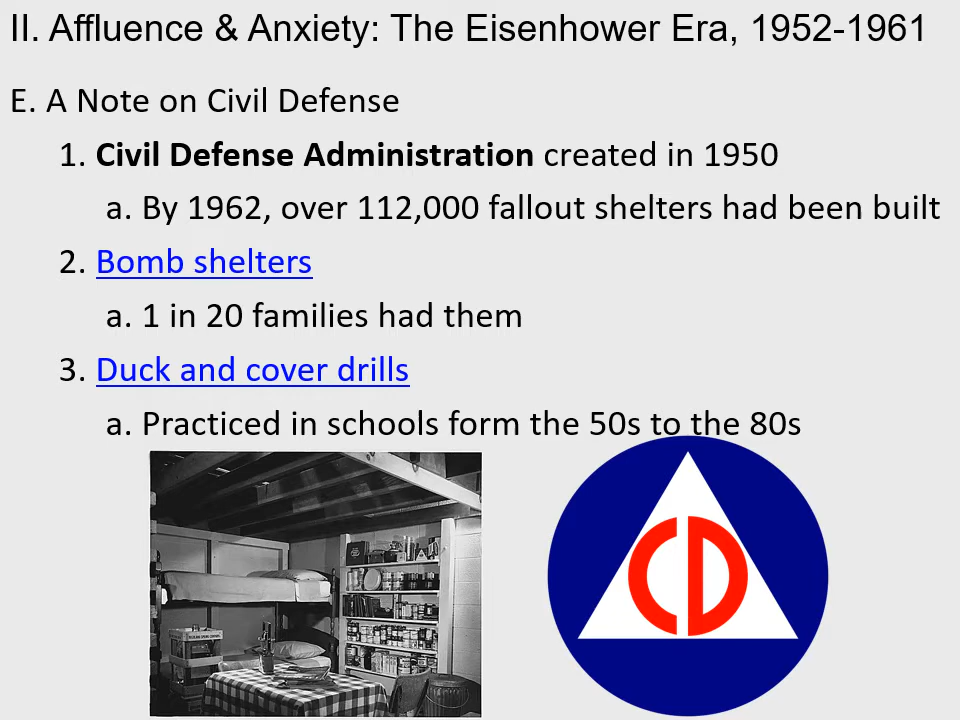 II. Affluence & Anxiety: The Eisenhower Era, 1952-1961
E. A Note on Civil Defense
1. Civil Defense Administration created in 1950
a. By 1962, over 112,000 fallout shelters had been built
2. Bomb shelters
a. 1 in 20 families had them
3. Duck and cover drills
a. Practiced in schools form the 50s to the 80s
CD